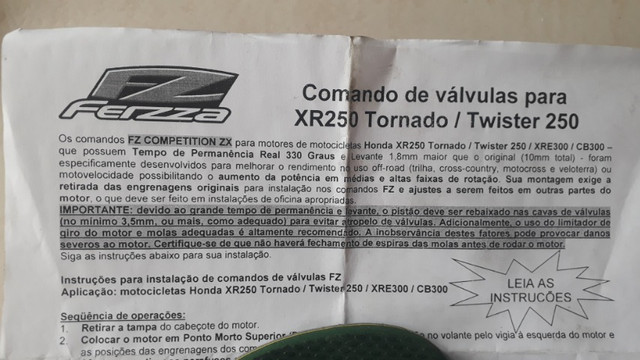 FZ
Ferzza
Comando de válvulas para
XR250 Tornado / Twister 250
Os comandos FZ COMPETITION ZX para motores de motocicletas Honda XR250 Tornado / Twister 250 / XRE300 / CB300 –
que possuem Tempo de Permanência Real 330 Graus e Levante 1,8mm maior que o original (10mm total) - foram
especificamente desenvolvidos para melhorar o rendimento no uso off-road (trilha, cross-country, motocross e veloterra) ou
motovelocidade possibilitando o aumento da potência em médias e altas faixas de rotação. Sua montagem exige a
retirada das engrenagens originais para instalação nos comandos FZ e ajustes a serem feitos em outras partes do
motor, o que deve ser feito em instalações de oficina apropriadas.
IMPORTANTE: devido ao grande tempo de permanência e levante, o pistão deve ser rebaixado nas cavas de válvulas
(no mínimo 3,5mm, ou mais, como adequado) para evitar atropelo de válvulas. Adicionalmente, o uso do limitador de
giro do motor e molas adequadas é altamente recomendado. A inobservância destes fatores pode provocar danos
severos ao motor. Certifique-se de que não haverá fechamento de espiras das molas antes de rodar o motor.
Siga as instruções abaixo para sua instalação.
Instruções para instalação de comandos de válvulas FZ
Aplicação: motocicletas Honda XR250 Tornado / Twister 250 / XRE300 / CB300
LEIA AS
INSTRUÇÕES
Seqüência de operações:
1. Retirar a tampa do cabeçote do motor.
2. Colocar o motor em Ponto Morto Superior no volante pelo vigia à esquerda do motor e
as posições das engrenagens dos